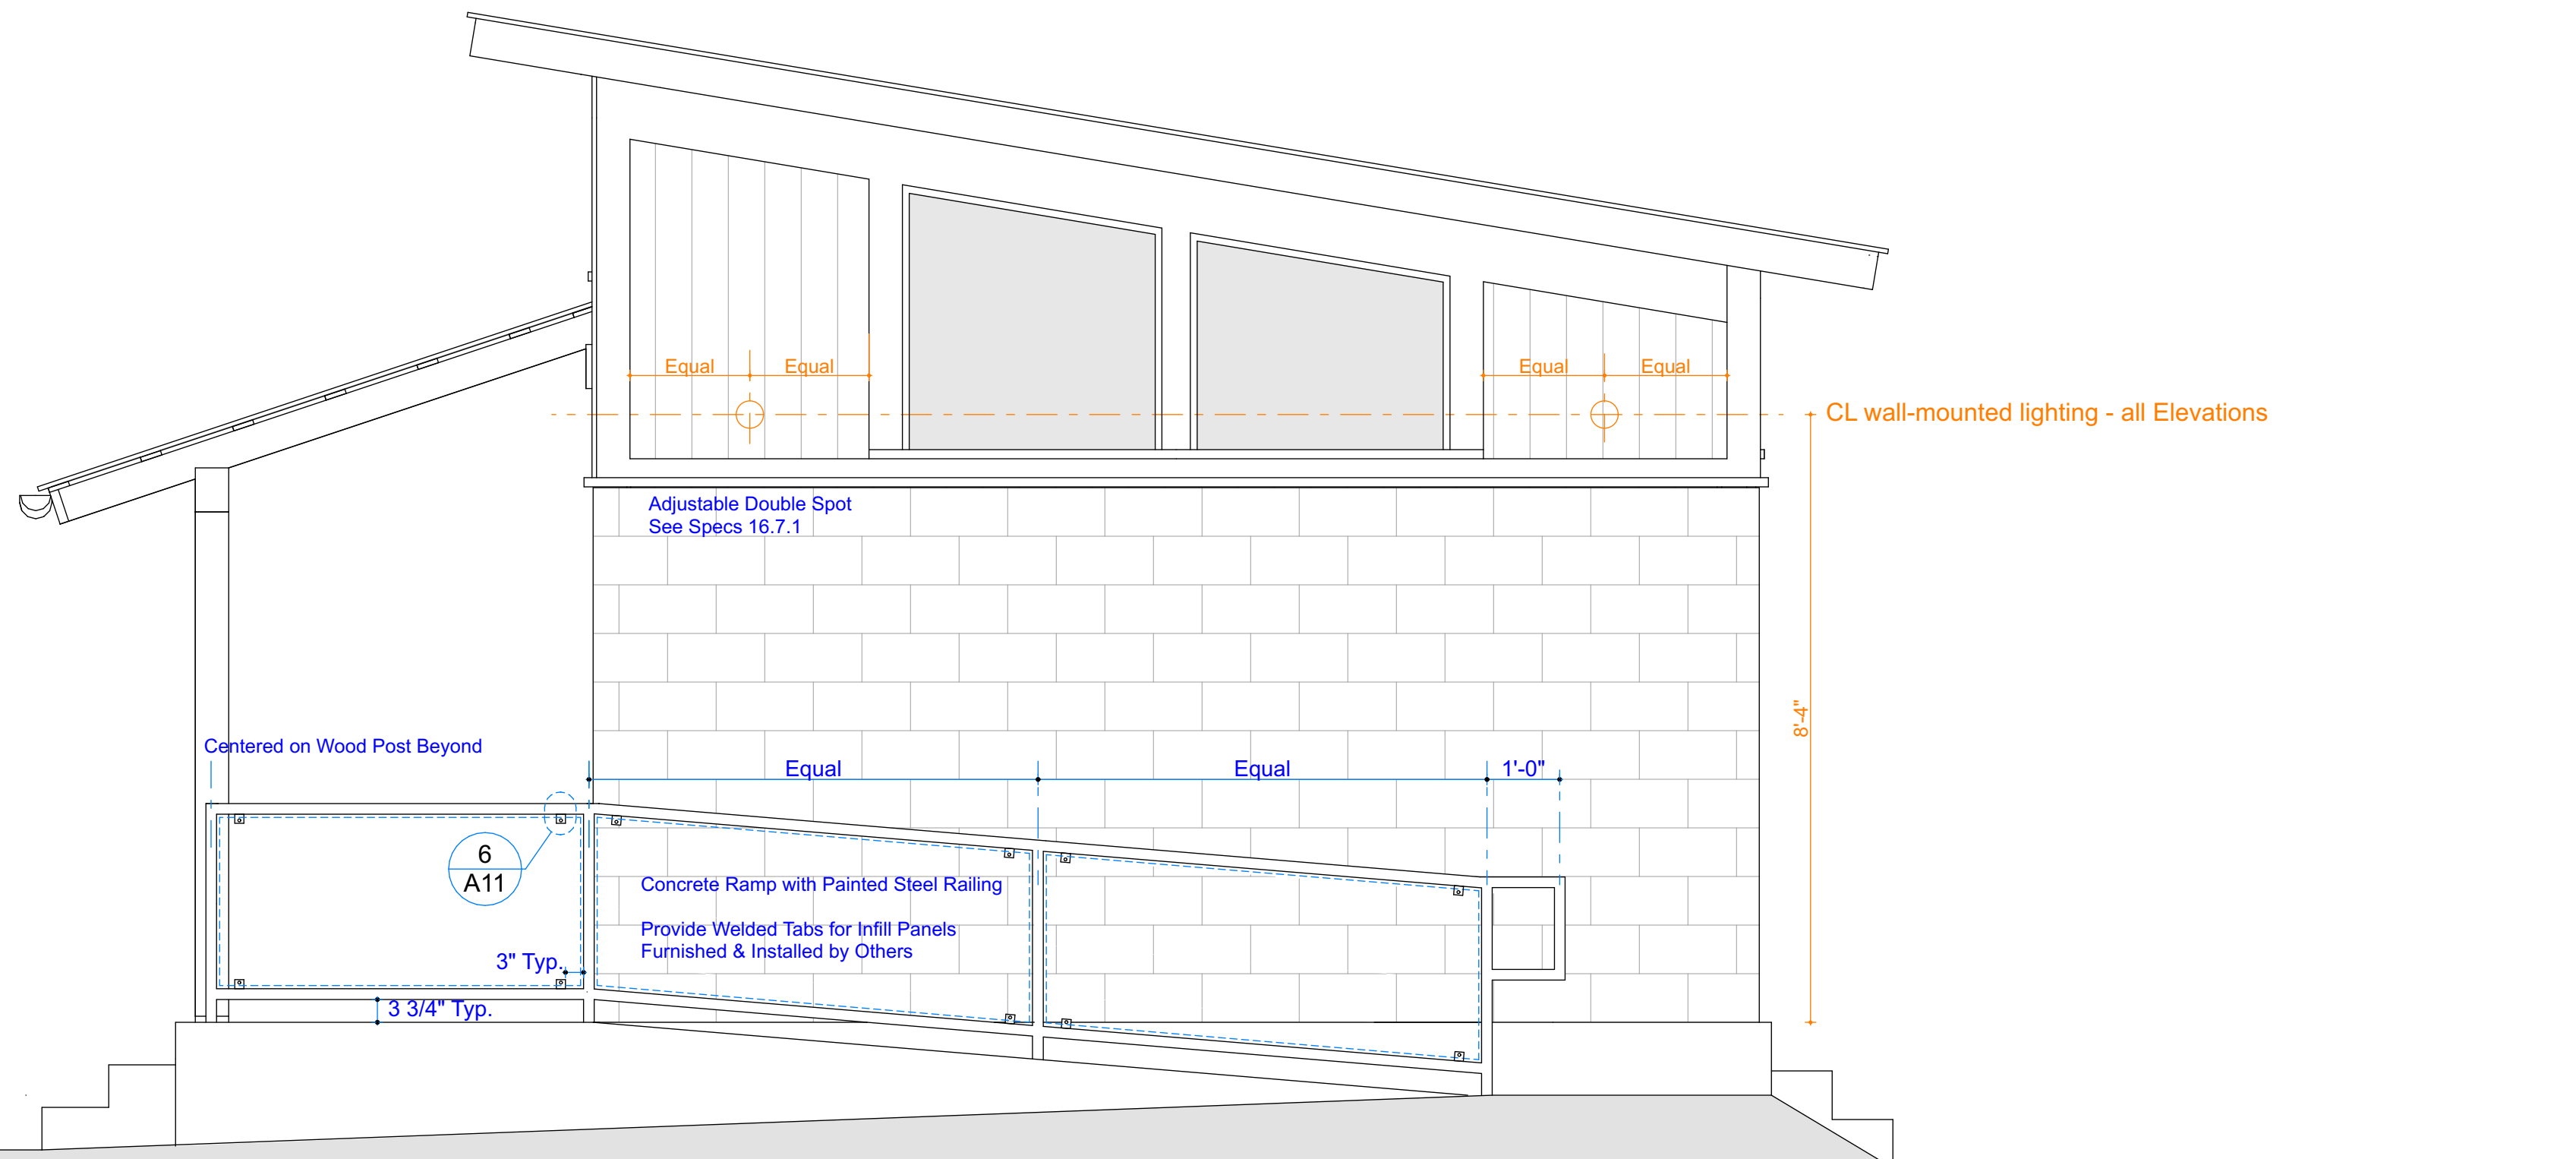 Equal
Equal
Equal
Equal
CL wall-mounted lighting - all Elevations
Adjustable Double Spot
See Specs 16.7.1
8'-4"
Centered on Wood Post Beyond
Equal
Equal
1'-0"
6
A11
Concrete Ramp with Painted Steel Railing
Provide Welded Tabs for Infill Panels
Furnished & Installed by Others
3" Typ.
3 3/4" Typ.